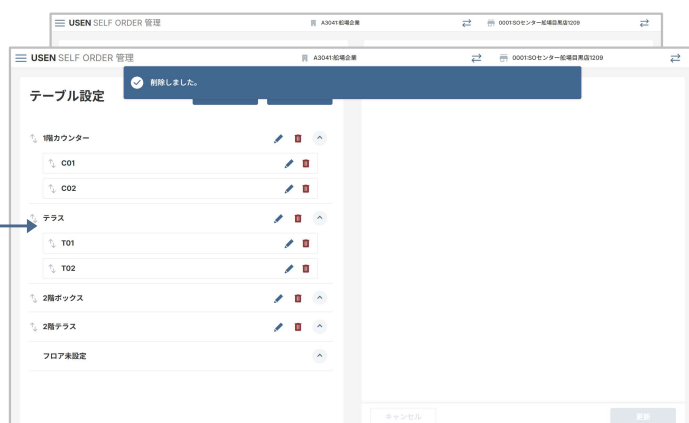 USEN SELF ORDER 管理 A3041:船場企業 0001:SOセンター船場目黒店1209
USEN SELF ORDER 管理 A3041:船場企業 0001:SOセンター船場目黒店1209
削除しました。
テーブル設定
1階カウンター
C01
C02
テラス
T01
T02
2階ボックス
2階テラス
フロア未設定
キャンセル 更新